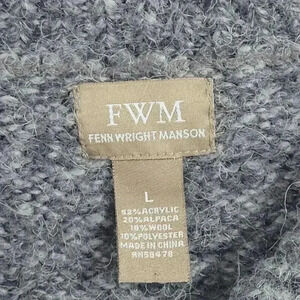 FWM
FENN WRIGHT MANSON
L
52% ACRYLIC
20% ALPACA
18% WOOL
10% POLYESTER
MADE IN CHINA
RN58478